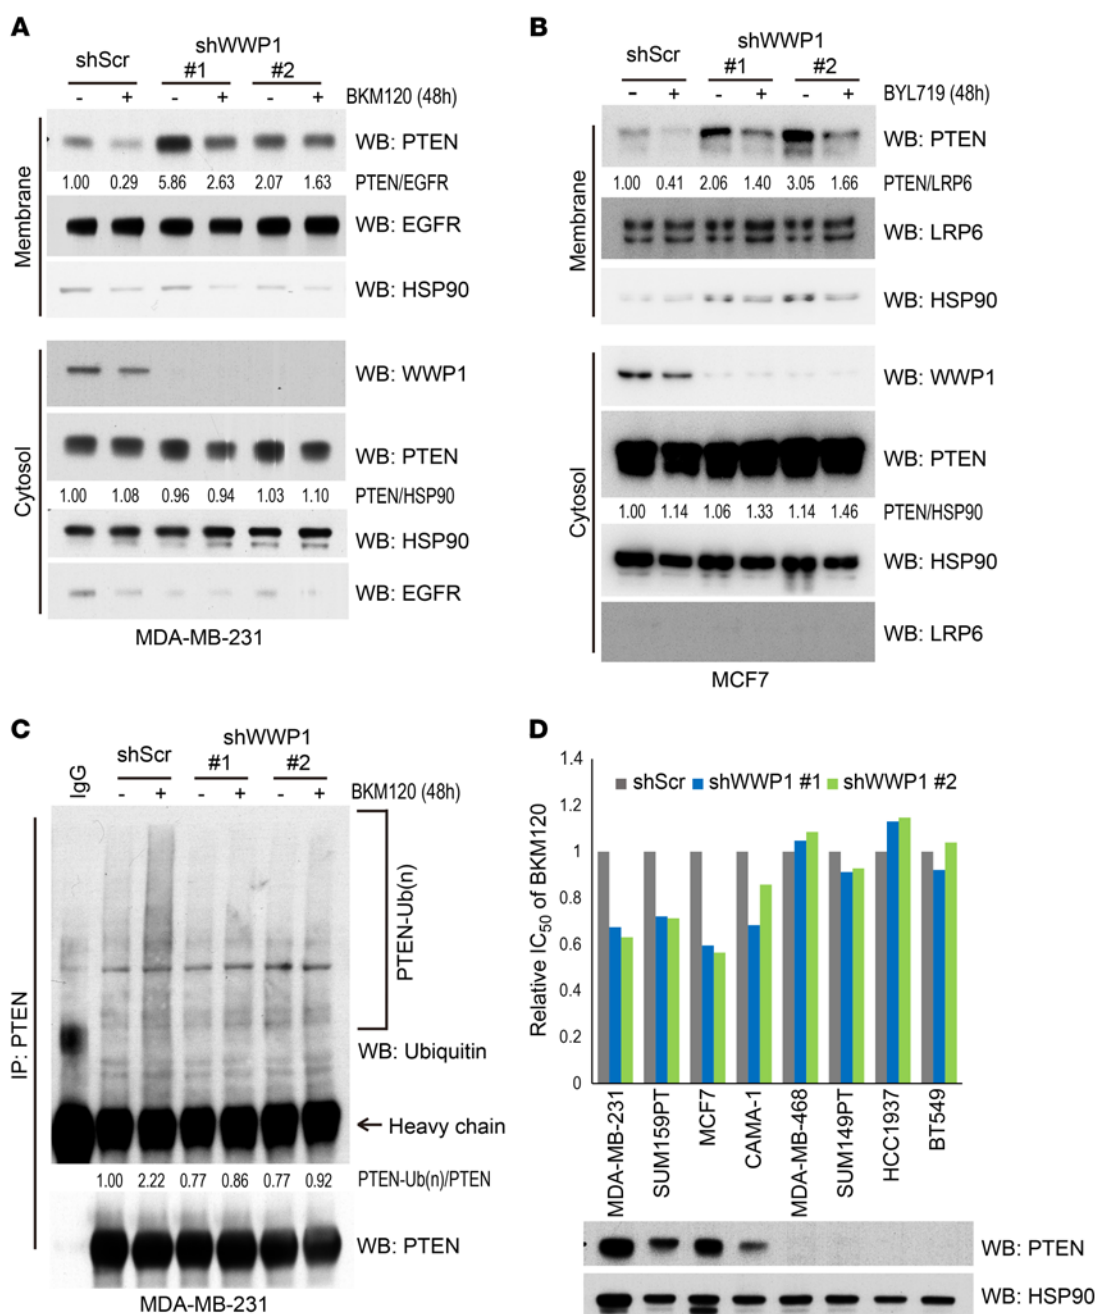 A
shWWP1
shScr #1 #2
- + - + - + BKM120 (48h)
Membrane
WB: PTEN
1.00 0.29 5.86 2.63 2.07 1.63 PTEN/EGFR
WB: EGFR
WB: HSP90
Cytosol
WB: WWP1
WB: PTEN
1.00 1.08 0.96 0.94 1.03 1.10 PTEN/HSP90
WB: HSP90
WB: EGFR
MDA-MB-231
B
shWWP1
shScr #1 #2
- + - + - + BYL719 (48h)
Membrane
WB: PTEN
1.00 0.41 2.06 1.40 3.05 1.66 PTEN/LRP6
WB: LRP6
WB: HSP90
Cytosol
WB: WWP1
WB: PTEN
1.00 1.14 1.06 1.33 1.14 1.46 PTEN/HSP90
WB: HSP90
WB: LRP6
MCF7
C
shWWP1
IgG shScr #1 #2
- + - + - + BKM120 (48h)
IP: PTEN
PTEN-Ub(n)
WB: Ubiquitin
← Heavy chain
1.00 2.22 0.77 0.86 0.77 0.92 PTEN-Ub(n)/PTEN
WB: PTEN
MDA-MB-231
D
Relative IC50 of BKM120
1.4
1.2
1
0.8
0.6
0.4
0.2
0
shScr shWWP1 #1 shWWP1 #2
MDA-MB-231
SUM159PT
MCF7
CAMA-1
MDA-MB-468
SUM149PT
HCC1937
BT549
WB: PTEN
WB: HSP90